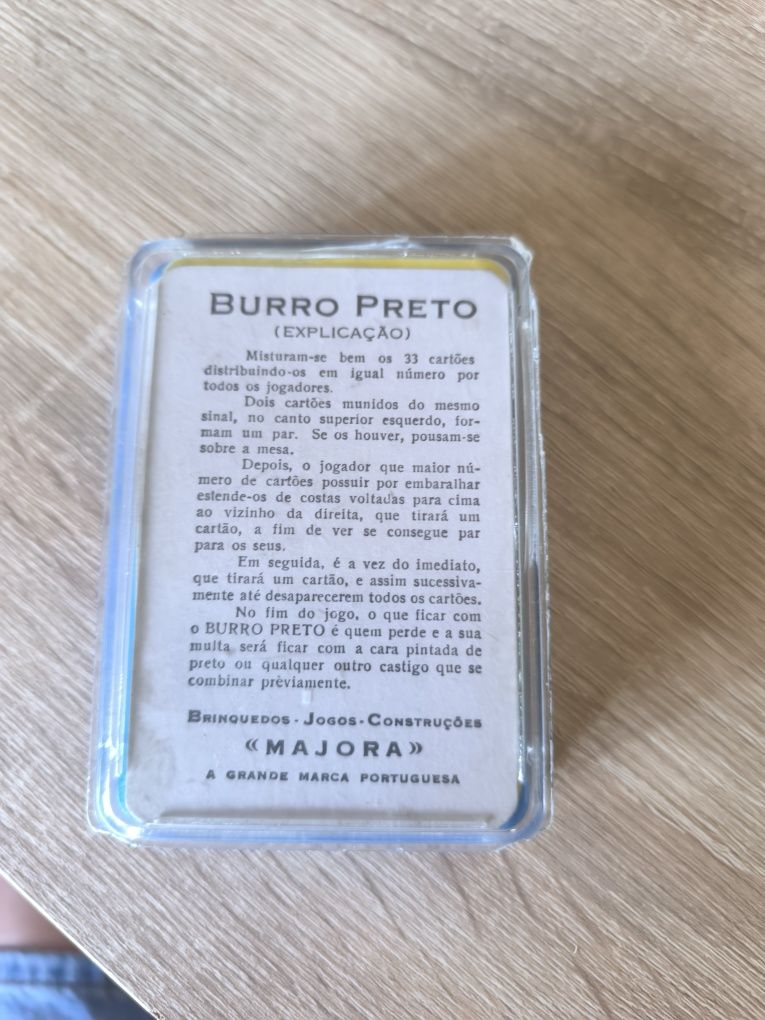 BURRO PRETO
(EXPLICAÇÃO)
Misturam-se bem os 33 cartões
distribuindo-os em igual número por
todos os jogadores.
Dois cartões munidos do mesmo
sinal, no canto superior esquerdo, for-
mam um par. Se os houver, pousam-se
sobre a mesa.
Depois, o jogador que maior nú-
mero de cartões possuir por embaralhar
estende-os de costas voltadas para cima
ao vizinho da direita, que tirará um
cartão, a fim de ver se consegue par
para os seus.
Em seguida, é a vez do imediato,
que tirará um cartão, e assim sucessiva-
mente até desaparecerem todos os cartões.
No fim do jogo, o que ficar com
o BURRO PRETO é quem perde e a sua
multa será ficar com a cara pintada de
preto ou qualquer outro castigo que se
combinar prèviamente.
BRINQUEDOS - JOGOS - CONSTRUÇÕES
«MAJORA»
A GRANDE MARCA PORTUGUESA